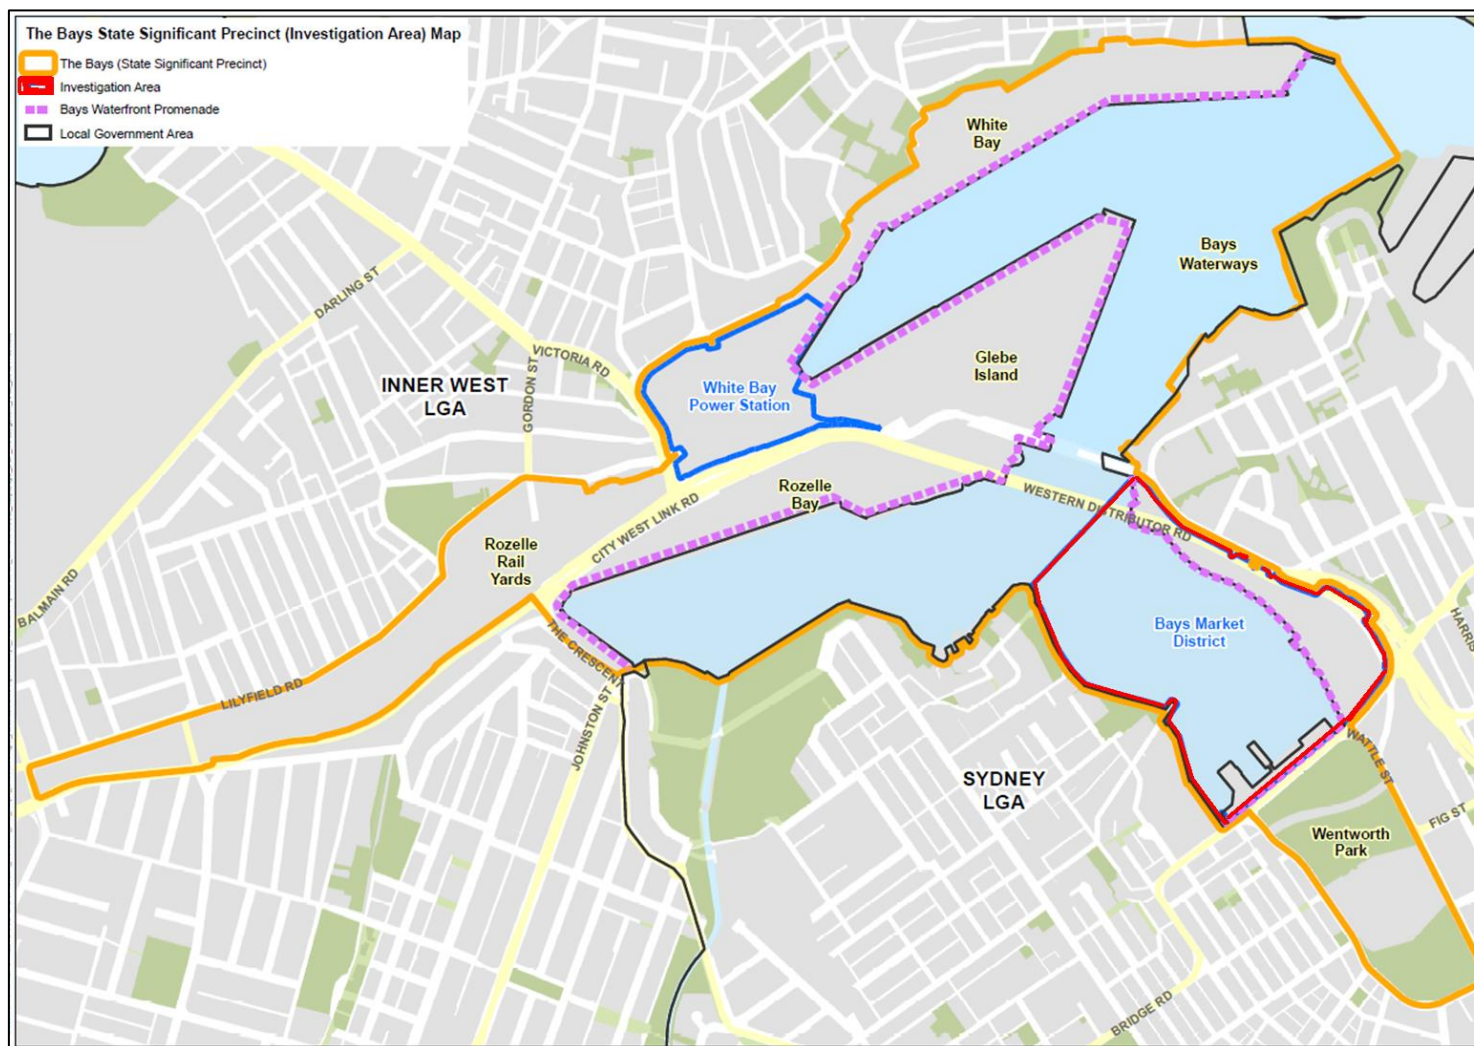 The Bays State Significant Precinct (Investigation Area) Map
The Bays (State Significant Precinct)
Investigation Area
Bays Waterfront Promenade
Local Government Area
White
Bay
Bays
Waterways
DARLING ST
VICTORIA RD
GORDON ST
INNER WEST
LGA
White Bay
Power Station
Glebe
Island
Rozelle
Bay
WESTERN DISTRIBUTOR RD
CITY WEST LINK RD
Rozelle
Rail
Yards
BALMAIN RD
THE CRESCENT
LILYFIELD RD
JOHNSTON ST
Bays Market
District
HARRIS
WATTLE ST
SYDNEY
LGA
Wentworth
Park
FIG ST
BRIDGE RD